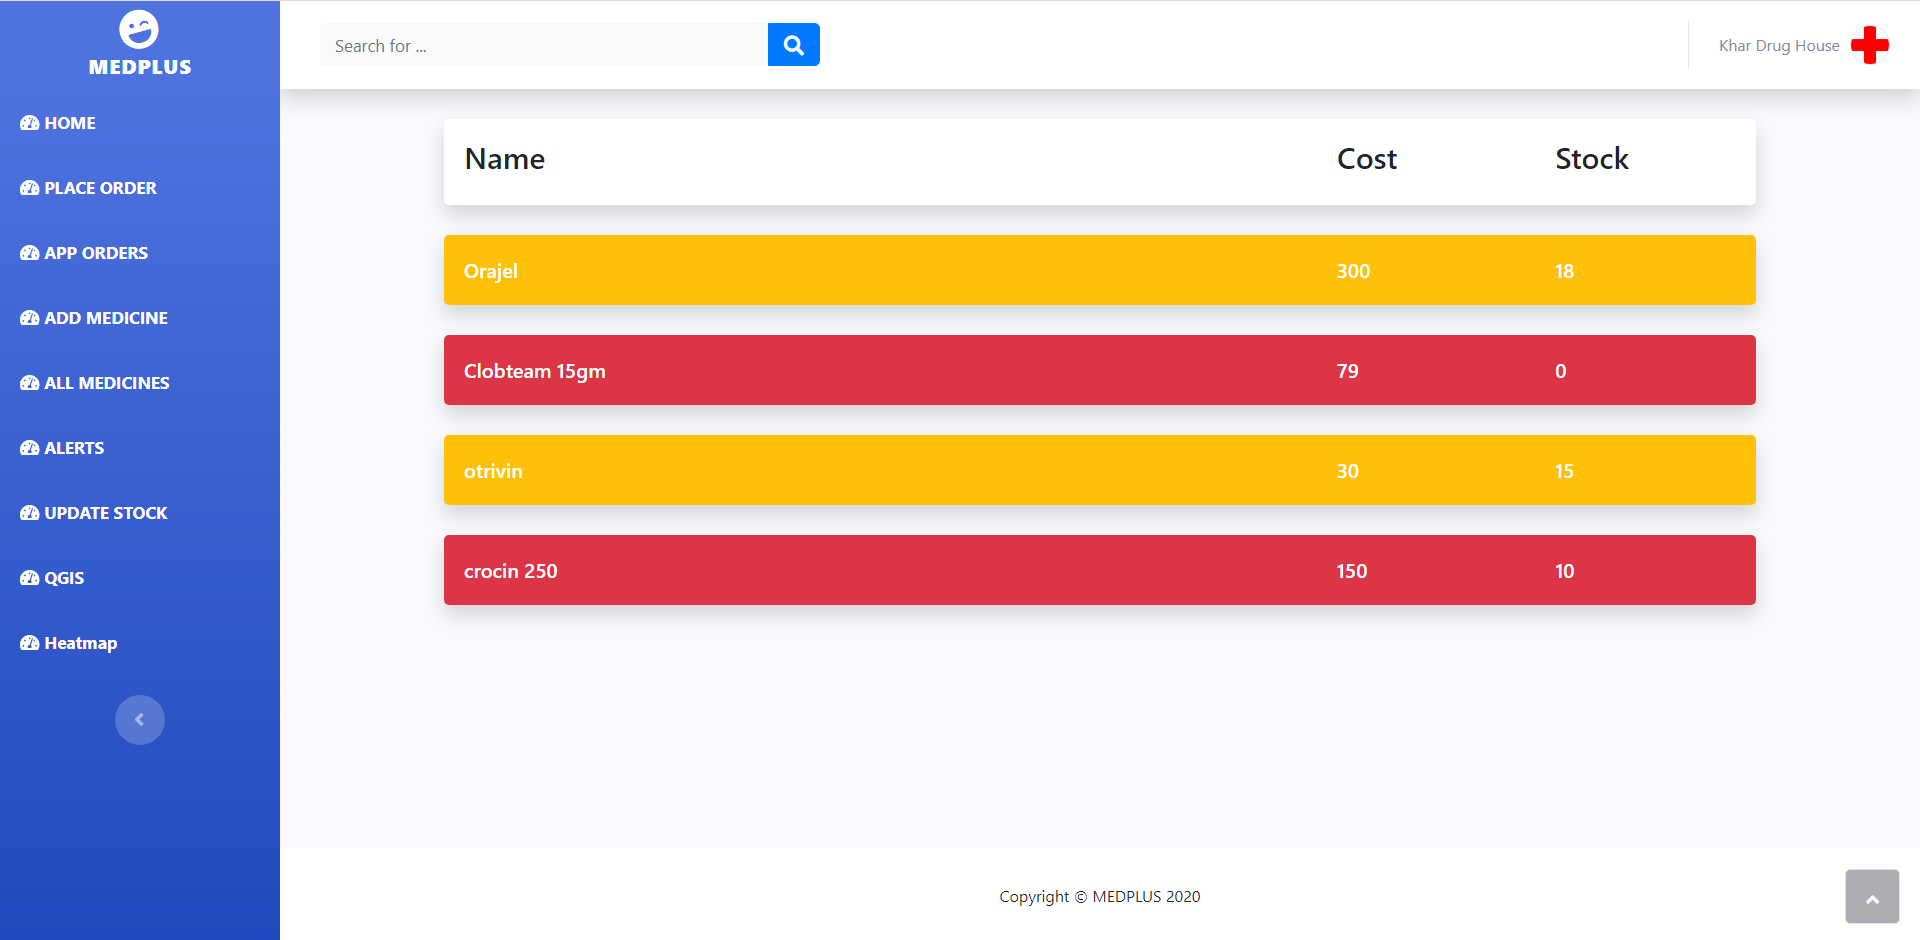 MEDPLUS
HOME
PLACE ORDER
APP ORDERS
ADD MEDICINE
ALL MEDICINES
ALERTS
UPDATE STOCK
QGIS
Heatmap
Search for ...
Khar Drug House
Name Cost Stock
Orajel 300 18
Clobteam 15gm 79 0
otrivin 30 15
crocin 250 150 10
Copyright © MEDPLUS 2020